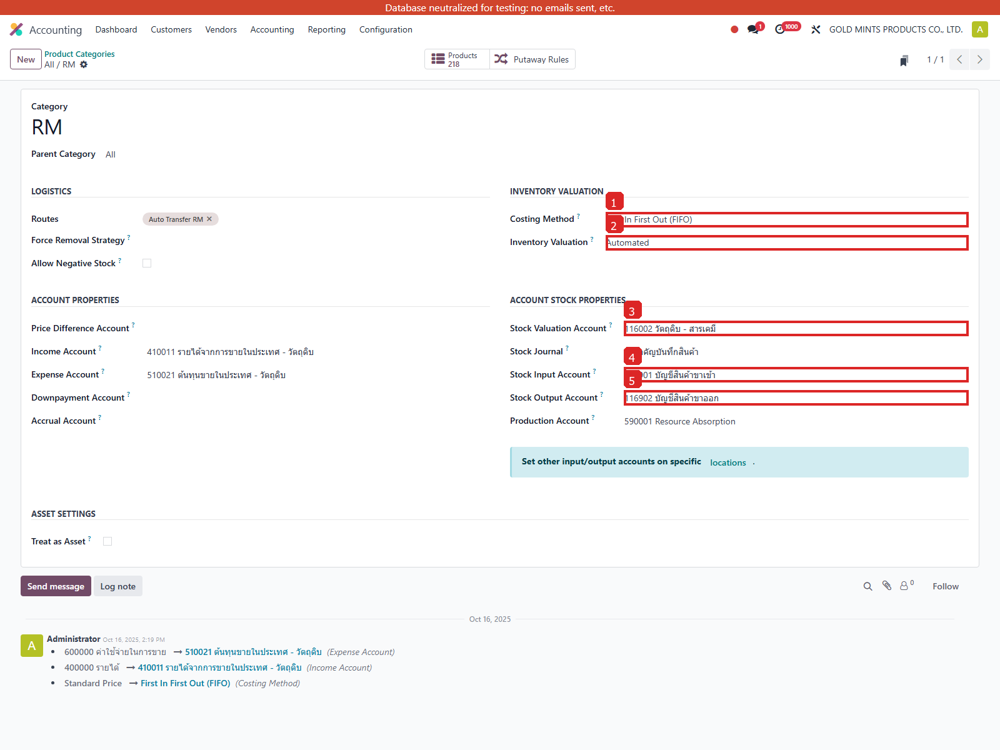 Database neutralized for testing: no emails sent, etc.
Accounting Dashboard Customers Vendors Accounting Reporting Configuration 1 1000 GOLD MINTS PRODUCTS CO., LTD. A
New Product Categories
All / RM
Products
218
Putaway Rules
1 / 1
Category
RM
Parent Category All
LOGISTICS
Routes Auto Transfer RM ✕
Force Removal Strategy ?
Allow Negative Stock ?
INVENTORY VALUATION
1
Costing Method ? In First Out (FIFO)
2
Inventory Valuation ? Automated
ACCOUNT PROPERTIES
Price Difference Account ?
Income Account ? 410011 รายได้จากการขายในประเทศ - วัตถุดิบ
Expense Account ? 510021 ต้นทุนขายในประเทศ - วัตถุดิบ
Downpayment Account ?
Accrual Account ?
ACCOUNT STOCK PROPERTIES
3
Stock Valuation Account ? 116002 วัตถุดิบ - สารเคมี
Stock Journal ? คัญบันทึกสินค้า
4
Stock Input Account ? 01 บัญชีสินค้าขาเข้า
5
Stock Output Account ? 116902 บัญชีสินค้าขาออก
Production Account ? 590001 Resource Absorption
Set other input/output accounts on specific locations .
ASSET SETTINGS
Treat as Asset ?
Send message Log note 0 Follow
Oct 16, 2025
A Administrator Oct 16, 2025, 2:19 PM
• 600000 ค่าใช้จ่ายในการขาย → 510021 ต้นทุนขายในประเทศ - วัตถุดิบ (Expense Account)
• 400000 รายได้ → 410011 รายได้จากการขายในประเทศ - วัตถุดิบ (Income Account)
• Standard Price → First In First Out (FIFO) (Costing Method)